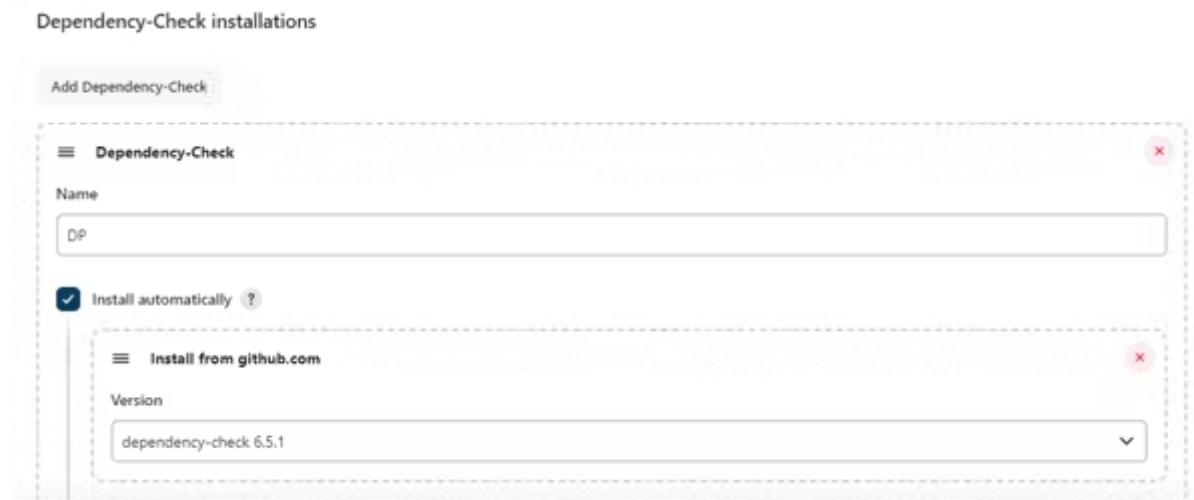 Dependency-Check installations
Add Dependency-Check
Dependency-Check
Name
DP
Install automatically ?
Install from github.com
Version
dependency-check 6.5.1